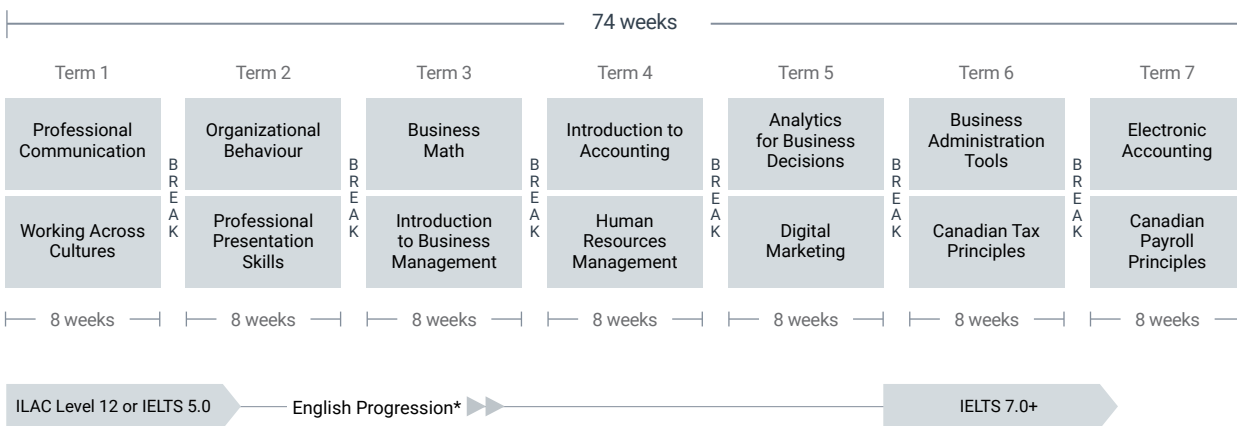 74 weeks
Term 1
Term 2
Term 3
Term 4
Term 5
Term 6
Term 7
Professional
Communication
Organizational
Behaviour
Business
Math
Introduction to
Accounting
Analytics
for Business
Decisions
Business
Administration
Tools
Electronic
Accounting
BREAK
BREAK
BREAK
BREAK
BREAK
BREAK
Working Across
Cultures
Professional
Presentation
Skills
Introduction
to Business
Management
Human
Resources
Management
Digital
Marketing
Canadian Tax
Principles
Canadian
Payroll
Principles
8 weeks
8 weeks
8 weeks
8 weeks
8 weeks
8 weeks
8 weeks
ILAC Level 12 or IELTS 5.0
English Progression*
IELTS 7.0+